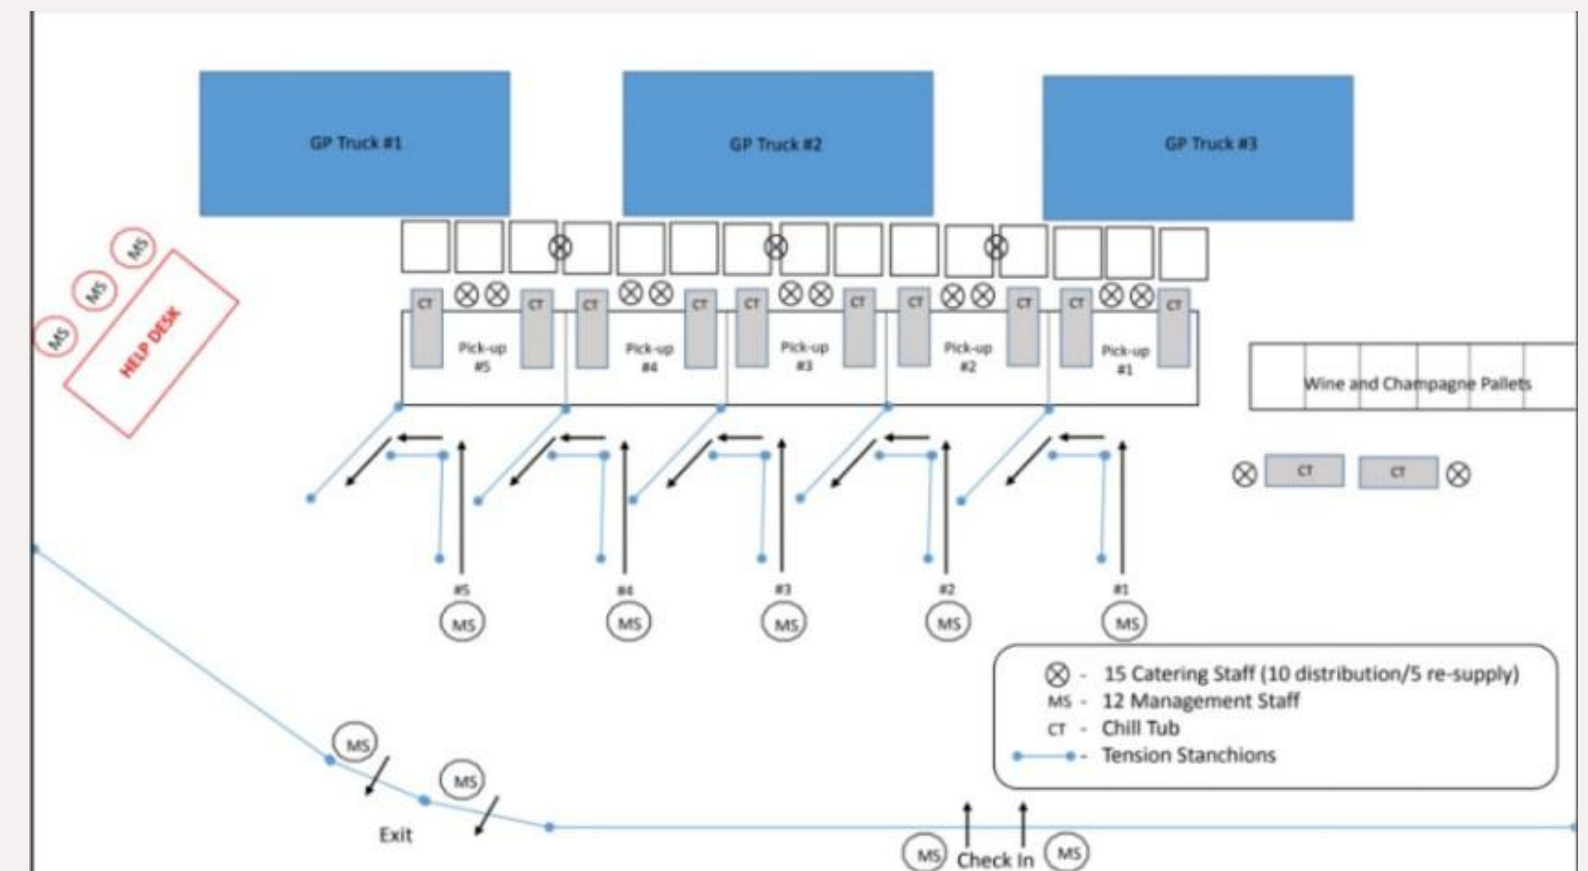 GP Truck #1
GP Truck #2
GP Truck #3
MS
MS
MS
HELP DESK
CT
CT
CT
CT
CT
CT
CT
CT
CT
CT
Pick-up
#5
Pick-up
#4
Pick-up
#3
Pick-up
#2
Pick-up
#1
Wine and Champagne Pallets
CT
CT
#5
#4
#3
#2
#1
MS
MS
MS
MS
MS
- 15 Catering Staff (10 distribution/5 re-supply)
MS - 12 Management Staff
CT - Chill Tub
- Tension Stanchions
MS
MS
Exit
MS
Check In
MS